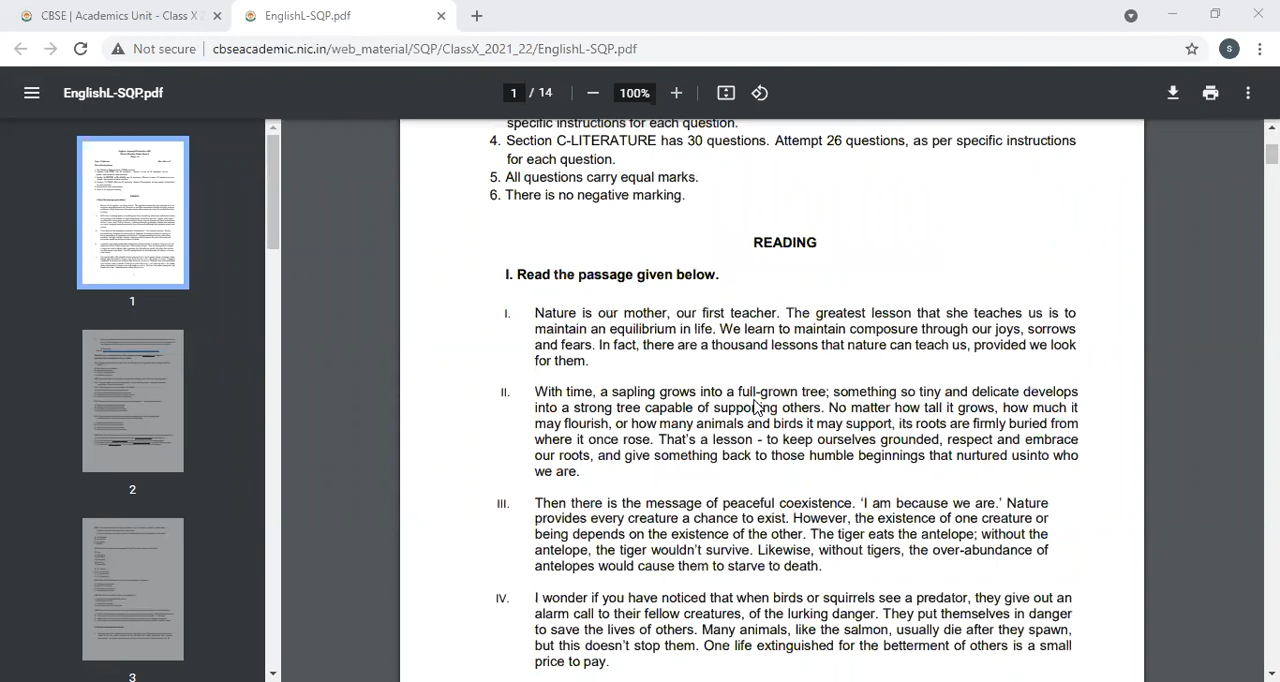 CBSE | Academics Unit - Class X
EnglishL-SQP.pdf
Not secure
cbseacademic.nic.in/web_material/SQP/ClassX_2021_22/EnglishL-SQP.pdf
S
EnglishL-SQP.pdf
1 / 14
100%
specific instructions for each question.
4. Section C-LITERATURE has 30 questions. Attempt 26 questions, as per specific instructions
for each question.
5. All questions carry equal marks.
6. There is no negative marking.
READING
I. Read the passage given below.
I. Nature is our mother, our first teacher. The greatest lesson that she teaches us is to
maintain an equilibrium in life. We learn to maintain composure through our joys, sorrows
and fears. In fact, there are a thousand lessons that nature can teach us, provided we look
for them.
II. With time, a sapling grows into a full-grown tree; something so tiny and delicate develops
into a strong tree capable of supporting others. No matter how tall it grows, how much it
may flourish, or how many animals and birds it may support, its roots are firmly buried from
where it once rose. That's a lesson - to keep ourselves grounded, respect and embrace
our roots, and give something back to those humble beginnings that nurtured usinto who
we are.
III. Then there is the message of peaceful coexistence. ‘I am because we are.’ Nature
provides every creature a chance to exist. However, the existence of one creature or
being depends on the existence of the other. The tiger eats the antelope; without the
antelope, the tiger wouldn't survive. Likewise, without tigers, the over-abundance of
antelopes would cause them to starve to death.
IV. I wonder if you have noticed that when birds or squirrels see a predator, they give out an
alarm call to their fellow creatures, of the lurking danger. They put themselves in danger
to save the lives of others. Many animals, like the salmon, usually die after they spawn,
but this doesn't stop them. One life extinguished for the betterment of others is a small
price to pay.
1
2
3